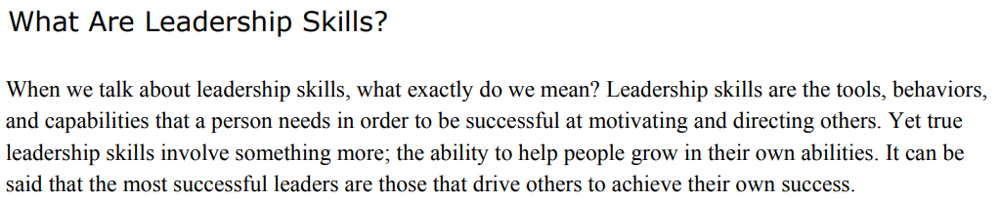 What Are Leadership Skills?
When we talk about leadership skills, what exactly do we mean? Leadership skills are the tools, behaviors,
and capabilities that a person needs in order to be successful at motivating and directing others. Yet true
leadership skills involve something more; the ability to help people grow in their own abilities. It can be
said that the most successful leaders are those that drive others to achieve their own success.